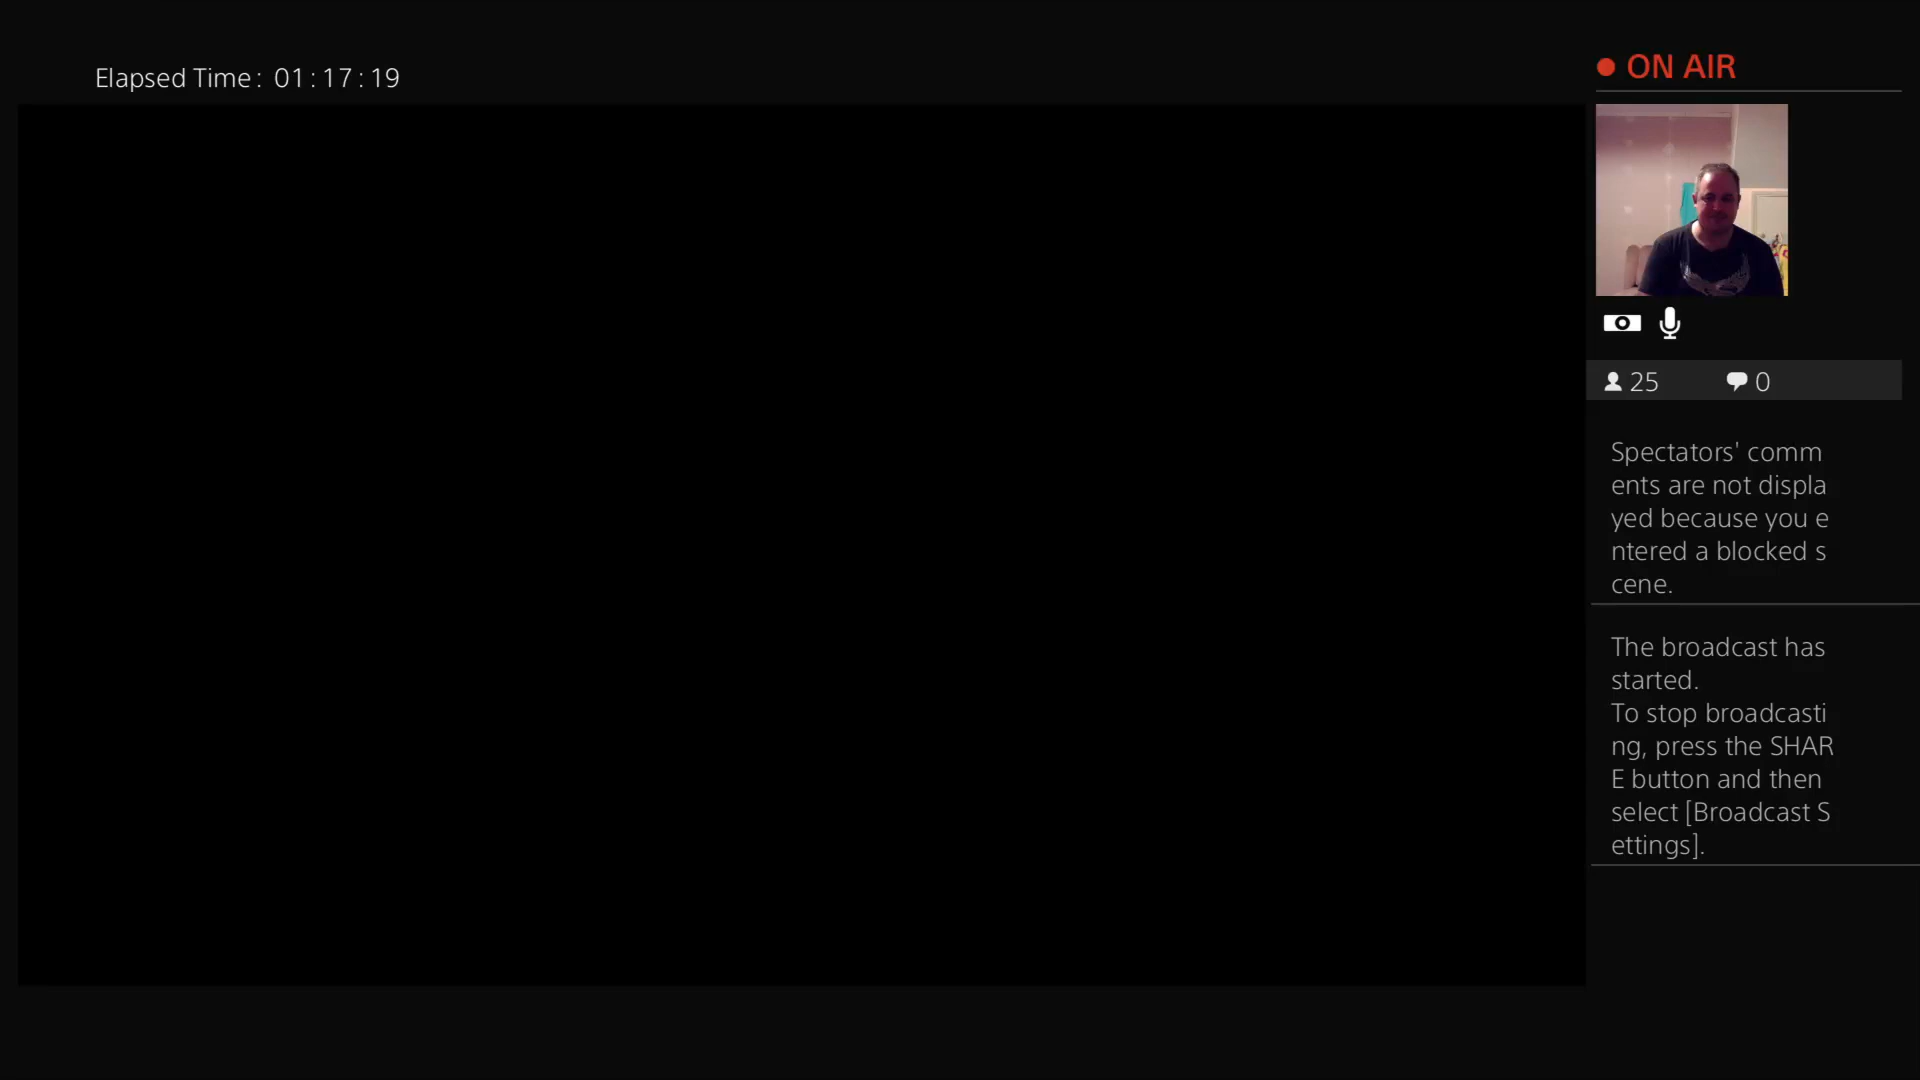 Elapsed Time: 01:17:19
ON AIR
25 0
Spectators' comm
ents are not displa
yed because you e
ntered a blocked s
cene.
The broadcast has
started.
To stop broadcasti
ng, press the SHAR
E button and then
select [Broadcast S
ettings].